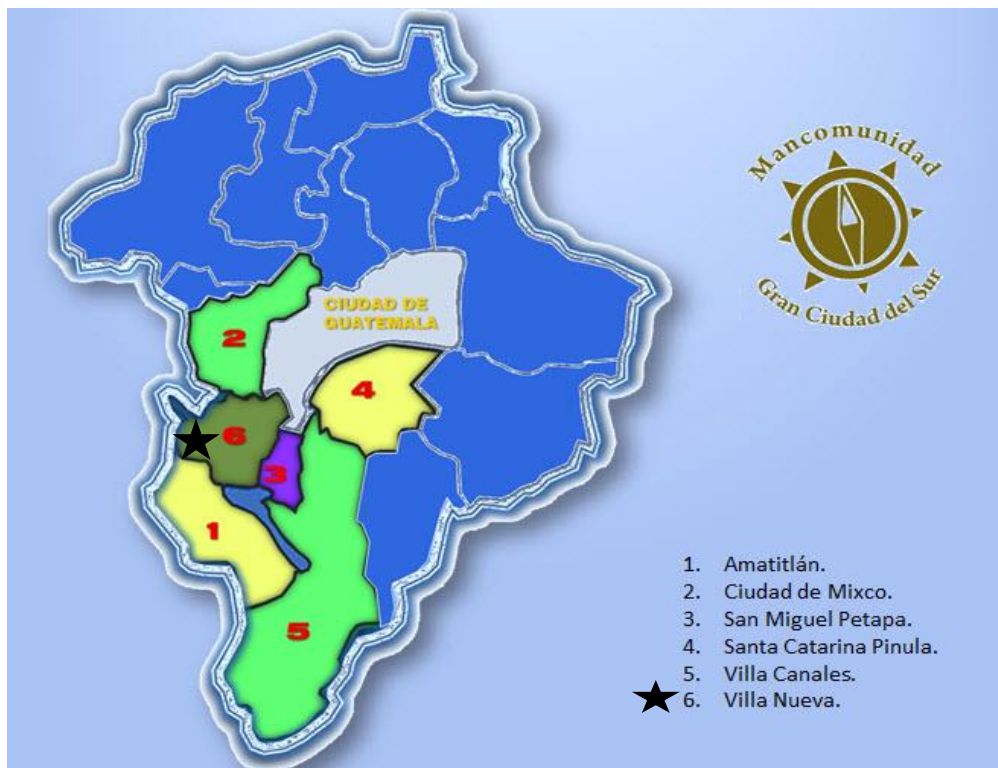 Mancomunidad
Gran Ciudad del Sur
CIUDAD DE
GUATEMALA
2
4
6
3
1
5
1. Amatitlán.
2. Ciudad de Mixco.
3. San Miguel Petapa.
4. Santa Catarina Pinula.
5. Villa Canales.
6. Villa Nueva.